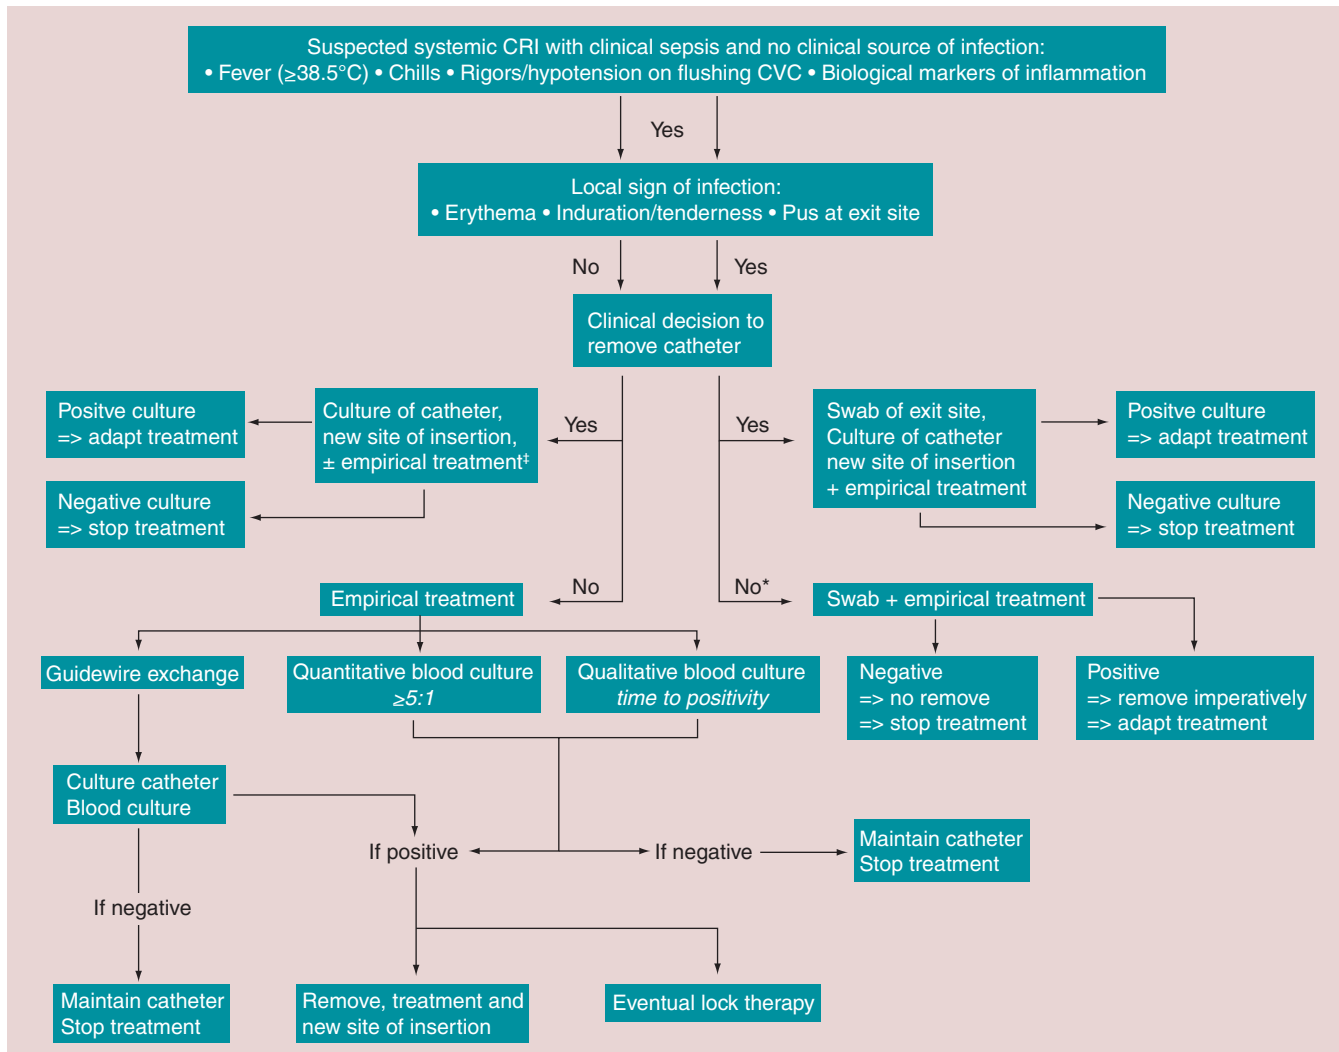 Suspected systemic CRI with clinical sepsis and no clinical source of infection:
• Fever (≥38.5°C) • Chills • Rigors/hypotension on flushing CVC • Biological markers of inflammation
Yes
Local sign of infection:
• Erythema • Induration/tenderness • Pus at exit site
No
Yes
Clinical decision to
remove catheter
Positve culture
=> adapt treatment
Culture of catheter,
new site of insertion,
± empirical treatment‡
Yes
Yes
Swab of exit site,
Culture of catheter
new site of insertion
+ empirical treatment
Positve culture
=> adapt treatment
Negative culture
=> stop treatment
Negative culture
=> stop treatment
Empirical treatment
No
No*
Swab + empirical treatment
Guidewire exchange
Quantitative blood culture
≥5:1
Qualitative blood culture
time to positivity
Negative
=> no remove
=> stop treatment
Positive
=> remove imperatively
=> adapt treatment
Culture catheter
Blood culture
If positive
If negative
Maintain catheter
Stop treatment
If negative
Maintain catheter
Stop treatment
Remove, treatment and
new site of insertion
Eventual lock therapy